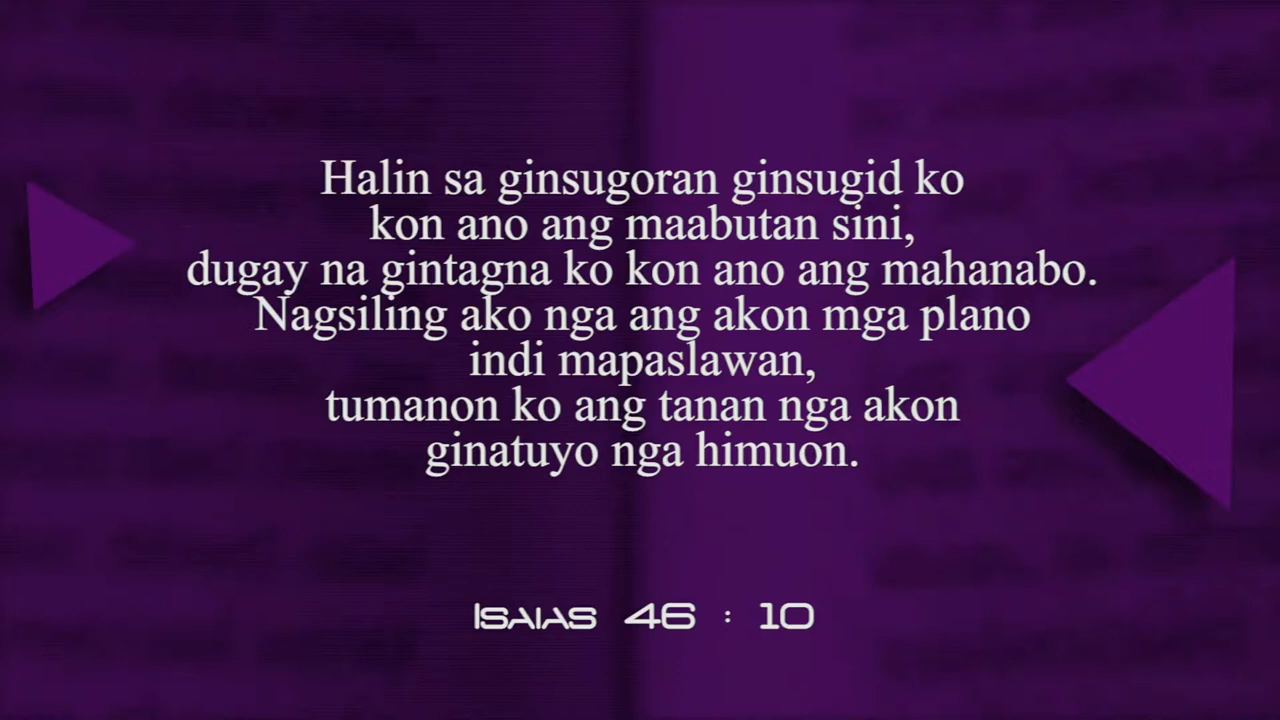 Halin sa ginsugoran ginsugid ko
kon ano ang maabutan sini,
dugay na gintagna ko kon ano ang mahanabo.
Nagsiling ako nga ang akon mga plano
indi mapaslawan,
tumanon ko ang tanan nga akon
ginatuyo nga himuon.
Isaias 46 : 10